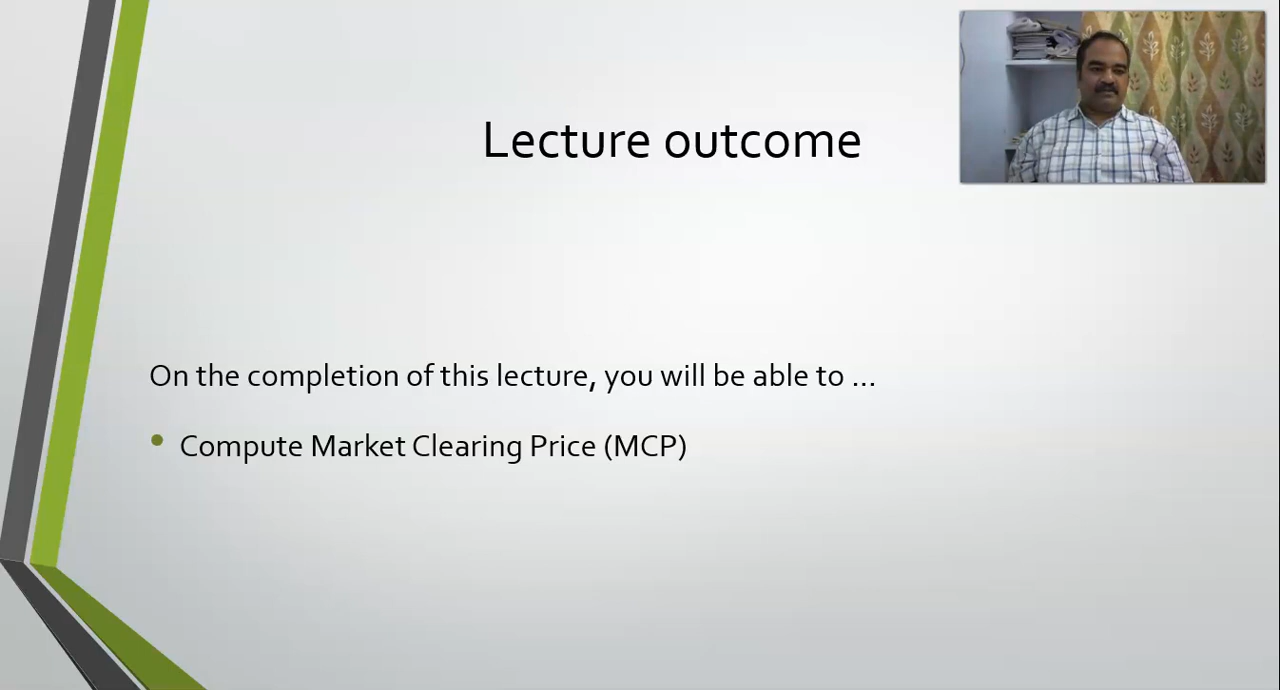 Lecture outcome
On the completion of this lecture, you will be able to ...
• Compute Market Clearing Price (MCP)